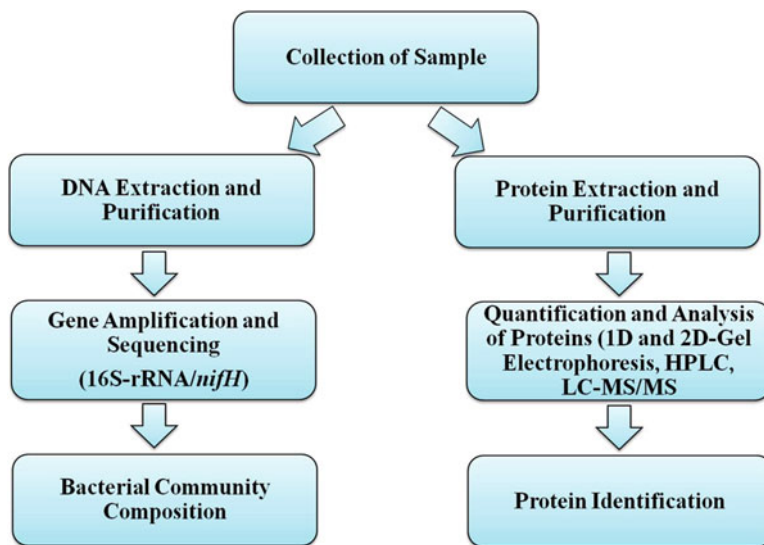 Collection of Sample
DNA Extraction and
Purification
Gene Amplification and
Sequencing
(16S-rRNA/nifH)
Bacterial Community
Composition
Protein Extraction and
Purification
Quantification and Analysis
of Proteins (1D and 2D-Gel
Electrophoresis, HPLC,
LC-MS/MS
Protein Identification